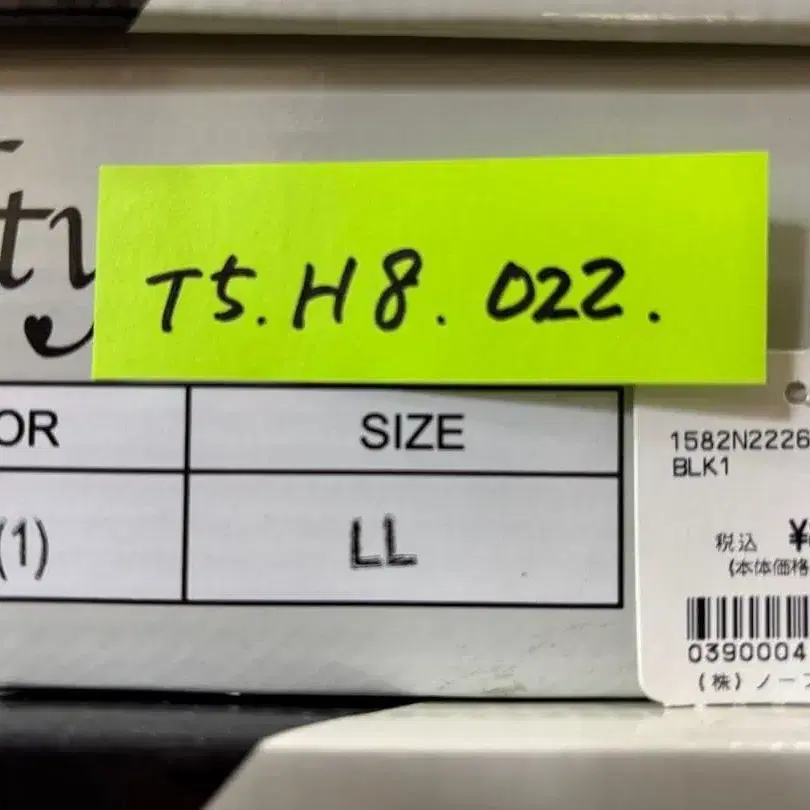 ty
T5.H8.022.
OR
SIZE
(1)
LL
1582N2226
BLK1
税込 ¥
(本体価格
0390004
(株)ノー